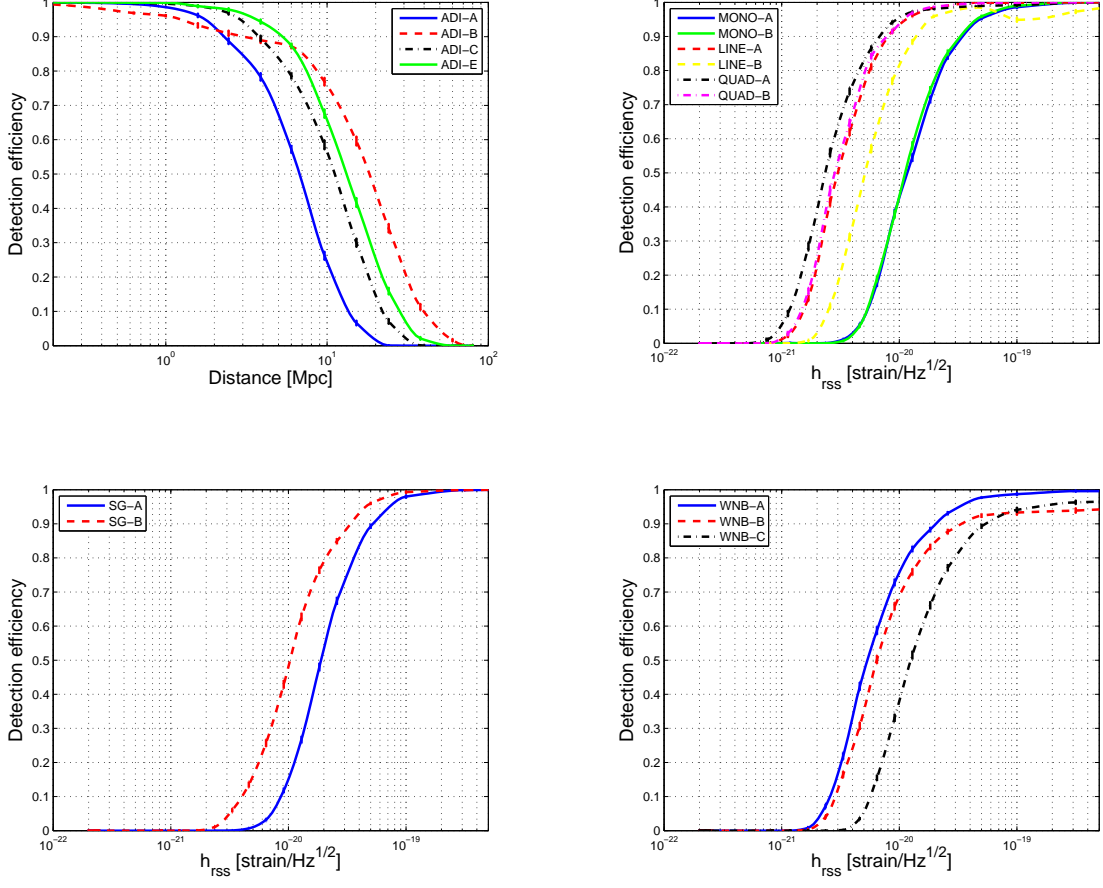 1
0.9
0.8
0.7
0.6
0.5
0.4
0.3
0.2
0.1
0
Detection efficiency
ADI−A
ADI−B
ADI−C
ADI−E
10^0
10^1
10^2
Distance [Mpc]
1
0.9
0.8
0.7
0.6
0.5
0.4
0.3
0.2
0.1
0
Detection efficiency
MONO−A
MONO−B
LINE−A
LINE−B
QUAD−A
QUAD−B
10^−22
10^−21
10^−20
10^−19
h_rss [strain/Hz^1/2]
1
0.9
0.8
0.7
0.6
0.5
0.4
0.3
0.2
0.1
0
Detection efficiency
SG−A
SG−B
10^−22
10^−21
10^−20
10^−19
h_rss [strain/Hz^1/2]
1
0.9
0.8
0.7
0.6
0.5
0.4
0.3
0.2
0.1
0
Detection efficiency
WNB−A
WNB−B
WNB−C
10^−22
10^−21
10^−20
10^−19
h_rss [strain/Hz^1/2]